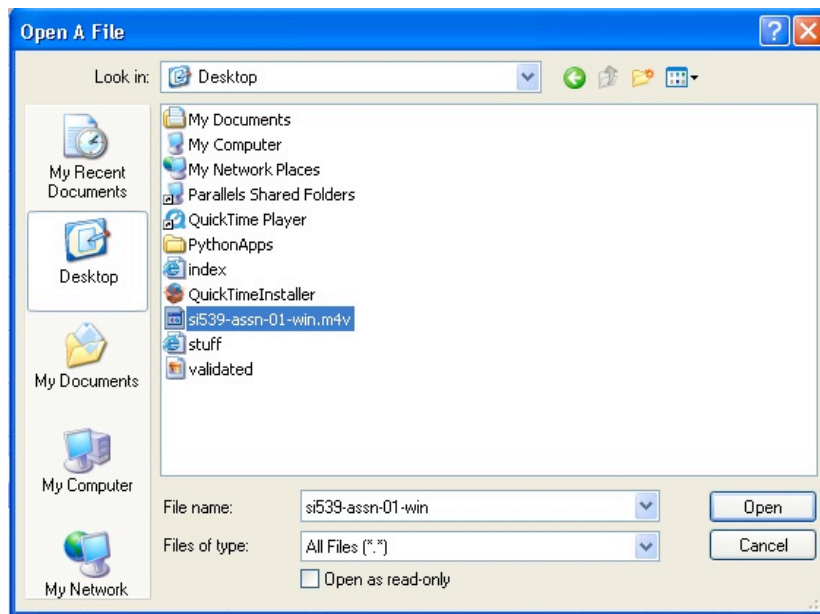 Open A File
Look in:
Desktop
My Recent
Documents
Desktop
My Documents
My Computer
My Network
My Documents
My Computer
My Network Places
Parallels Shared Folders
QuickTime Player
PythonApps
index
QuickTimeInstaller
si539-assn-01-win.m4v
stuff
validated
File name:
si539-assn-01-win
Open
Files of type:
All Files (*.*)
Cancel
Open as read-only